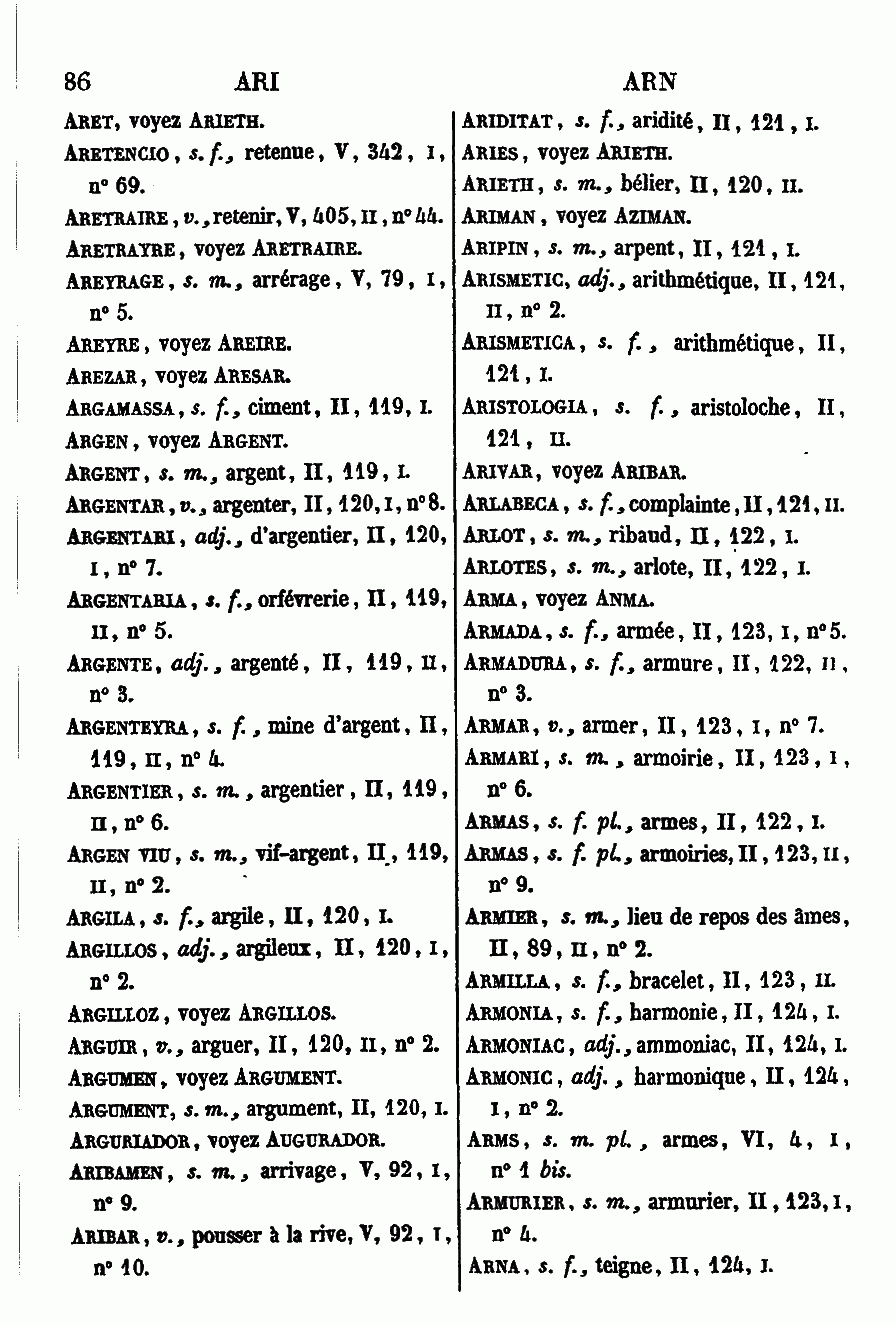 86 ARI ARN
ARET, voyez ARIETH.
ARETENCIO, s. f., retenue, V, 342, I,
n° 69.
ARETRAIRE, v., retenir, V, 405, II, n° 44.
ARETRAYRE, voyez ARETRAIRE.
AREYRAGE, s. m., arrérage, V, 79, I,
n° 5.
AREYRE, voyez AREIRE.
AREZAR, voyez ARESAR.
ARGAMASSA, s. f., ciment, II, 119, I.
ARGEN, voyez ARGENT.
ARGENT, s. m., argent, II, 119, I.
ARGENTAR, v., argenter, II, 120, I, n° 8.
ARGENTARI, adj., d'argentier, II, 120,
I, n° 7.
ARGENTARIA, s. f., orfévrerie, II, 119,
II, n° 5.
ARGENTE, adj., argenté, II, 119, II,
n° 3.
ARGENTEYRA, s. f., mine d'argent, II,
119, II, n° 4.
ARGENTIER, s. m., argentier, II, 119,
II, n° 6.
ARGEN VIU, s. m., vif-argent, II, 119,
II, n° 2.
ARGILA, s. f., argile, II, 120, I.
ARGILLOS, adj., argileux, II, 120, I,
n° 2.
ARGILLOZ, voyez ARGILLOS.
ARGUIR, v., arguer, II, 120, II, n° 2.
ARGUMEN, voyez ARGUMENT.
ARGUMENT, s. m., argument, II, 120, I.
ARGURIADOR, voyez AUGURADOR.
ARIBAMEN, s. m., arrivage, V, 92, I,
n° 9.
ARIBAR, v., pousser à la rive, V, 92, I,
n° 10.
ARIDITAT, s. f., aridité, II, 121, I.
ARIES, voyez ARIETH.
ARIETH, s. m., bélier, II, 120, II.
ARIMAN, voyez AZIMAN.
ARIPIN, s. m., arpent, II, 121, I.
ARISMETIC, adj., arithmétique, II, 121,
II, n° 2.
ARISMETICA, s. f., arithmétique, II,
121, I.
ARISTOLOGIA, s. f., aristoloche, II,
121, II.
ARIVAR, voyez ARIBAR.
ARLABECA, s. f., complainte, II, 121, II.
ARLOT, s. m., ribaud, II, 122, I.
ARLOTES, s. m., arlote, II, 122, I.
ARMA, voyez ANMA.
ARMADA, s. f., armée, II, 123, I, n° 5.
ARMADURA, s. f., armure, II, 122, II,
n° 3.
ARMAR, v., armer, II, 123, I, n° 7.
ARMARI, s. m., armoirie, II, 123, I,
n° 6.
ARMAS, s. f. pl., armes, II, 122, I.
ARMAS, s. f. pl., armoiries, II, 123, II,
n° 9.
ARMIER, s. m., lieu de repos des âmes,
II, 89, II, n° 2.
ARMILLA, s. f., bracelet, II, 123, II.
ARMONIA, s. f., harmonie, II, 124, I.
ARMONIAC, adj., ammoniac, II, 124, I.
ARMONIC, adj., harmonique, II, 124,
I, n° 2.
ARMS, s. m. pl., armes, VI, 4, I,
n° 1 bis.
ARMURIER, s. m., armurier, II, 123, I,
n° 4.
ARNA, s. f., teigne, II, 124, I.